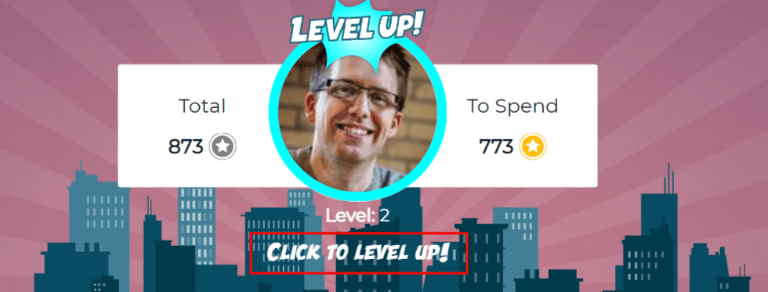 LEVEL UP!
Total
873
To Spend
773
Level: 2
CLICK TO LEVEL UP!